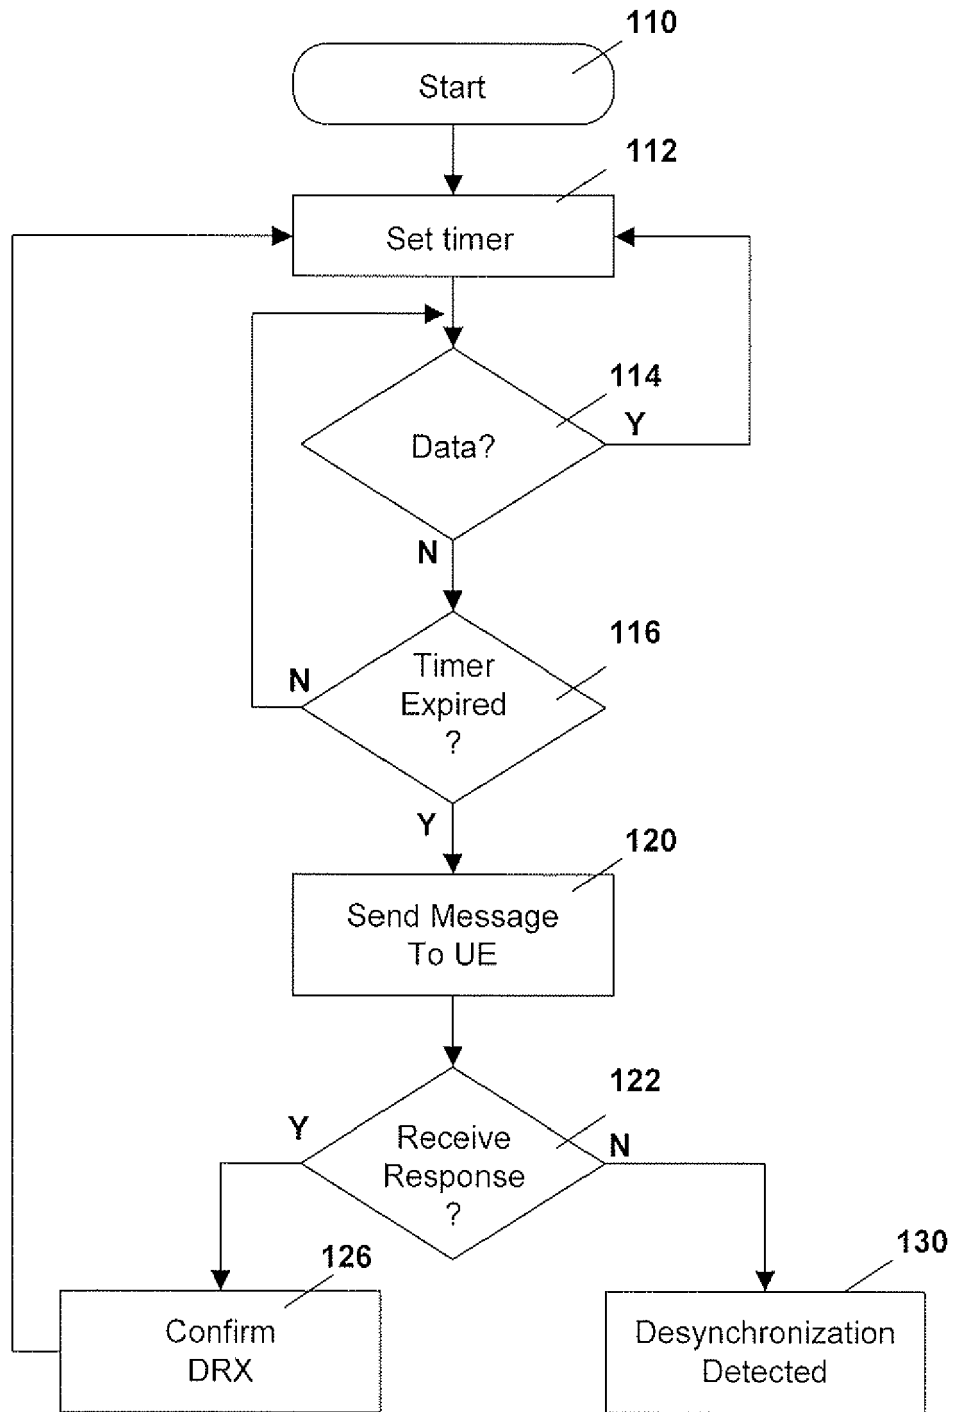 110
Start
112
Set timer
114
Y
Data?
N
116
Timer
Expired
?
N
Y
120
Send Message
To UE
122
Y
Receive
Response
?
N
126
130
Confirm
DRX
Desynchronization
Detected